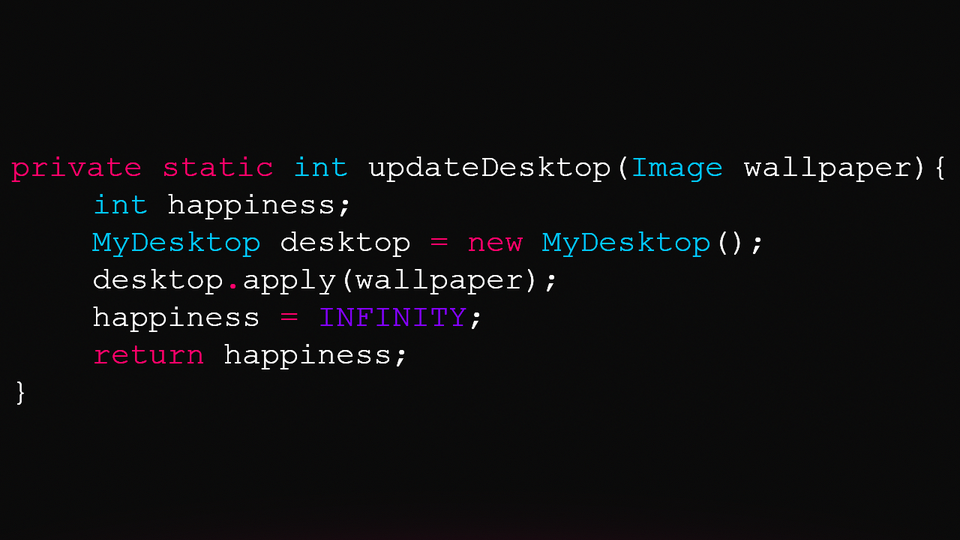 private static int updateDesktop(Image wallpaper){
    int happiness;
    MyDesktop desktop = new MyDesktop();
    desktop.apply(wallpaper);
    happiness = INFINITY;
    return happiness;
}